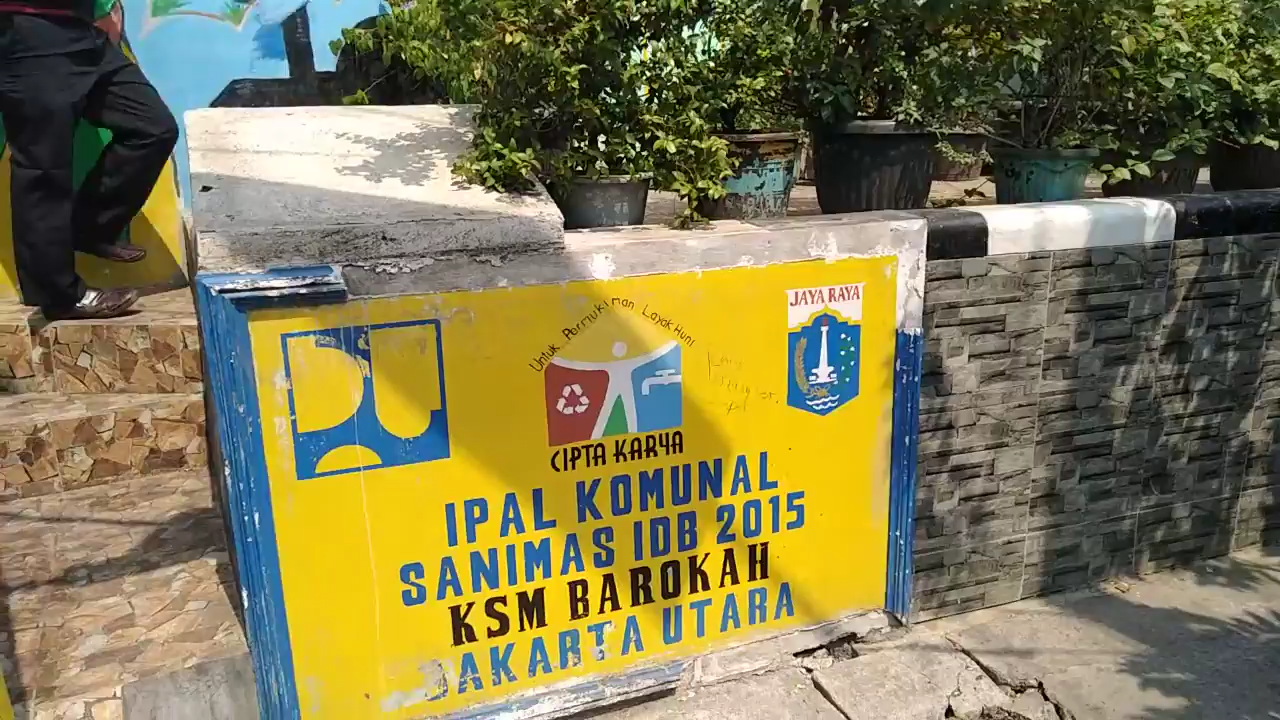 Untuk Permukiman Layak Huni
JAYA RAYA
CIPTA KARYA
IPAL KOMUNAL
SANIMAS IDB 2015
KSM BAROKAH
JAKARTA UTARA